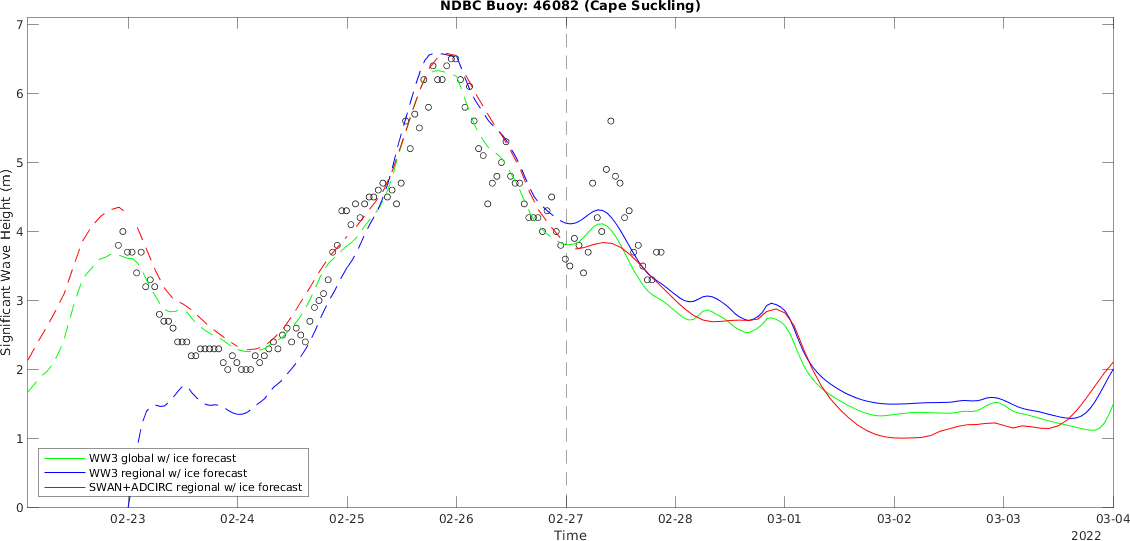 NDBC Buoy: 46082 (Cape Suckling)
Significant Wave Height (m)
7
6
5
4
3
2
1
0
WW3 global w/ ice forecast
WW3 regional w/ ice forecast
SWAN+ADCIRC regional w/ ice forecast
02-23 02-24 02-25 02-26 02-27 02-28 03-01 03-02 03-03 03-04
Time
2022